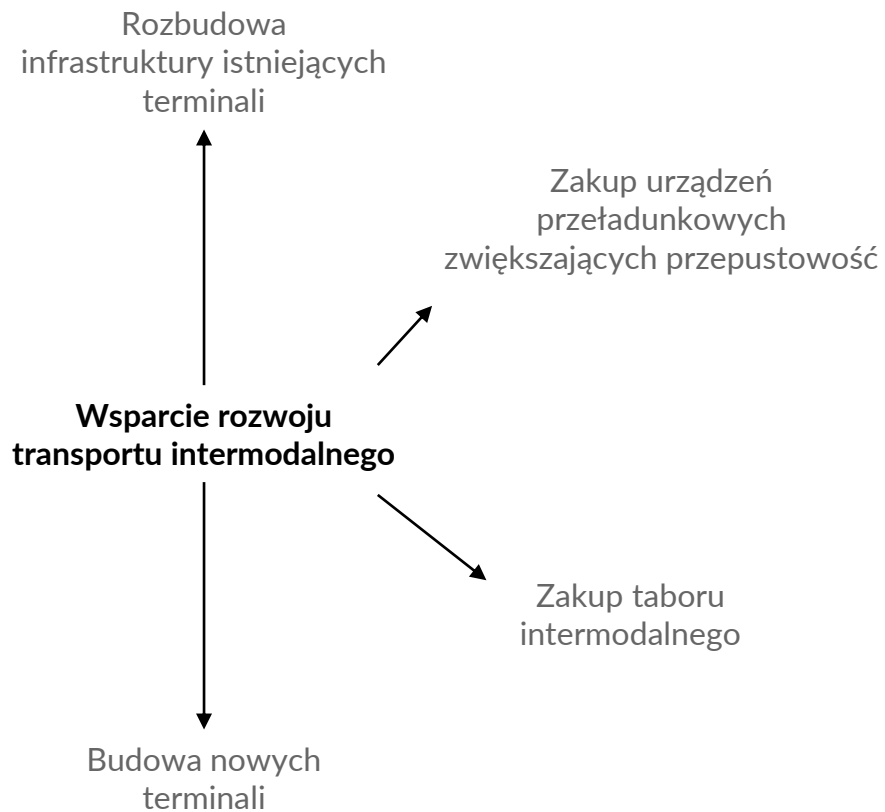 Rozbudowa
infrastruktury istniejących
terminali
Zakup urządzeń
przeładunkowych
zwiększających przepustowość
Wsparcie rozwoju
transportu intermodalnego
Zakup taboru
intermodalnego
Budowa nowych
terminali